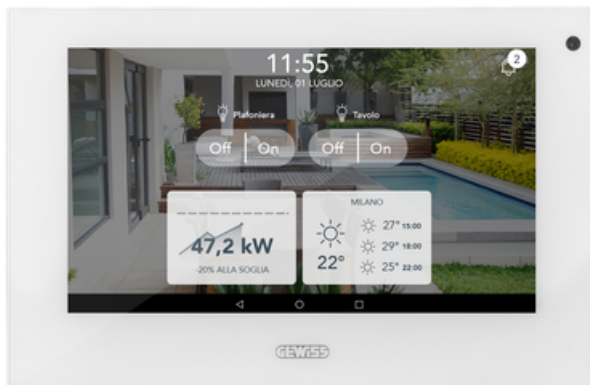 11:55
2
LUNEDÌ, 01 LUGLIO
Plafoniera
Tavolo
Off On
Off On
47,2 kW
-20% ALLA SOGLIA
MILANO
22°
27° 15:00
29° 18:00
25° 22:00
GEWISS